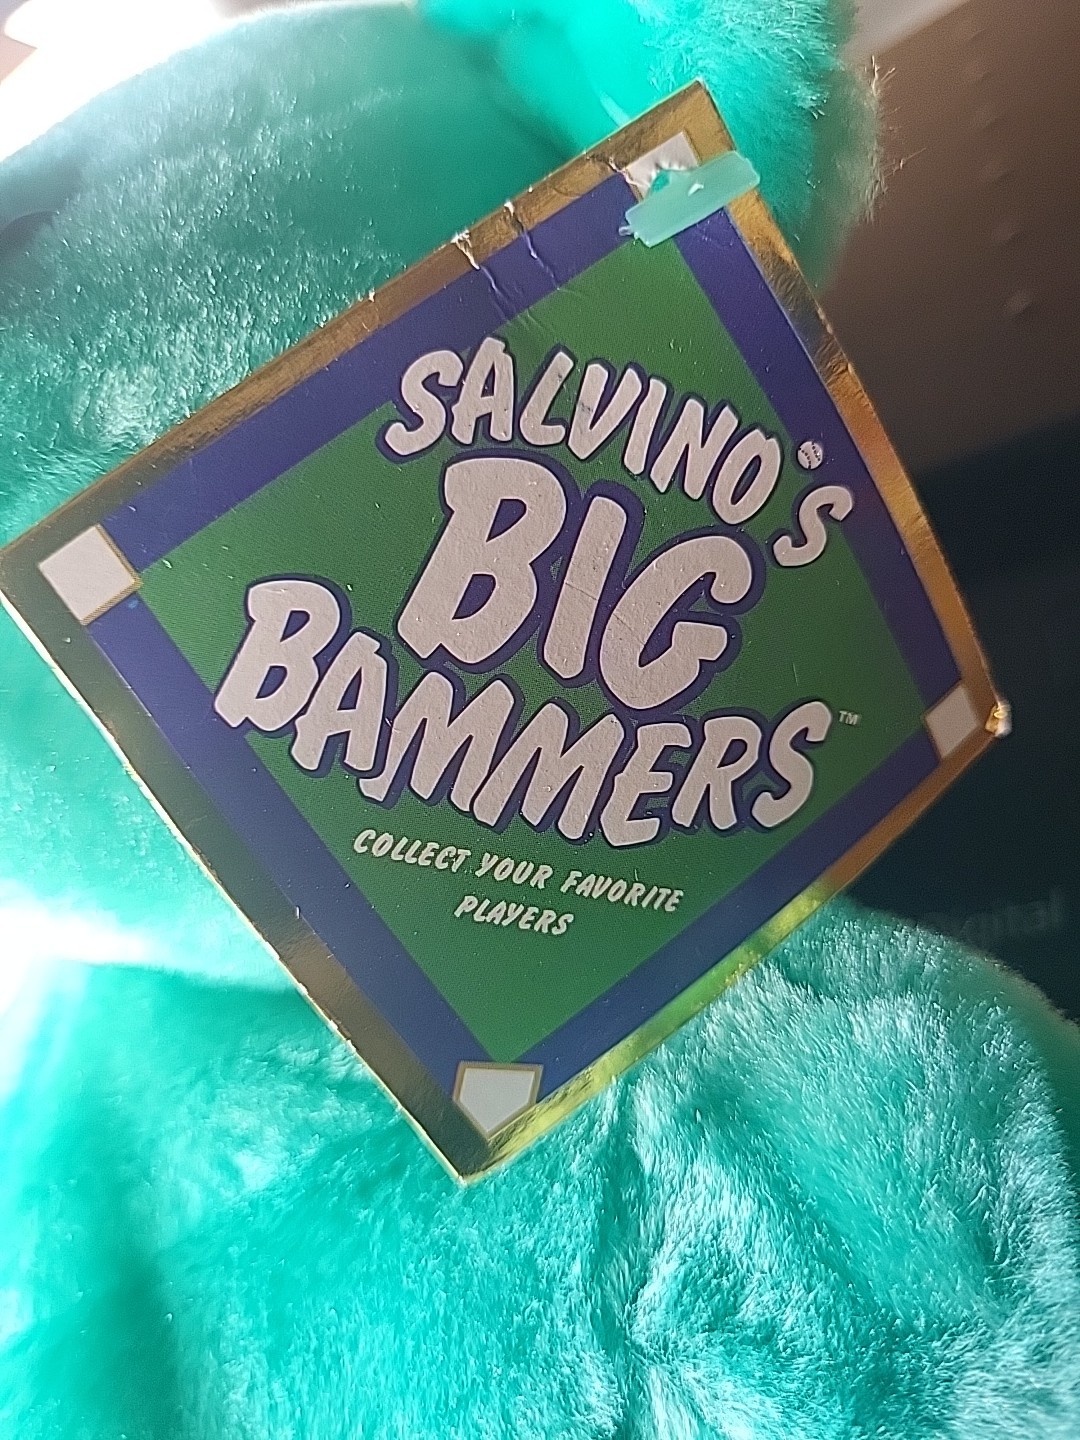 SALVINO'S
BIG
BAMMERS™
COLLECT YOUR FAVORITE
PLAYERS